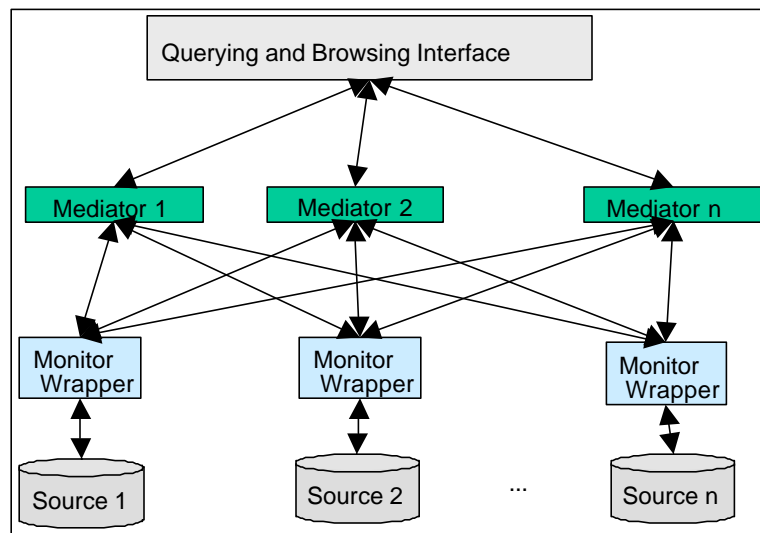 Querying and Browsing Interface
Mediator 1
Mediator 2
Mediator n
Monitor
Wrapper
Monitor
Wrapper
Monitor
Wrapper
Source 1
Source 2
...
Source n